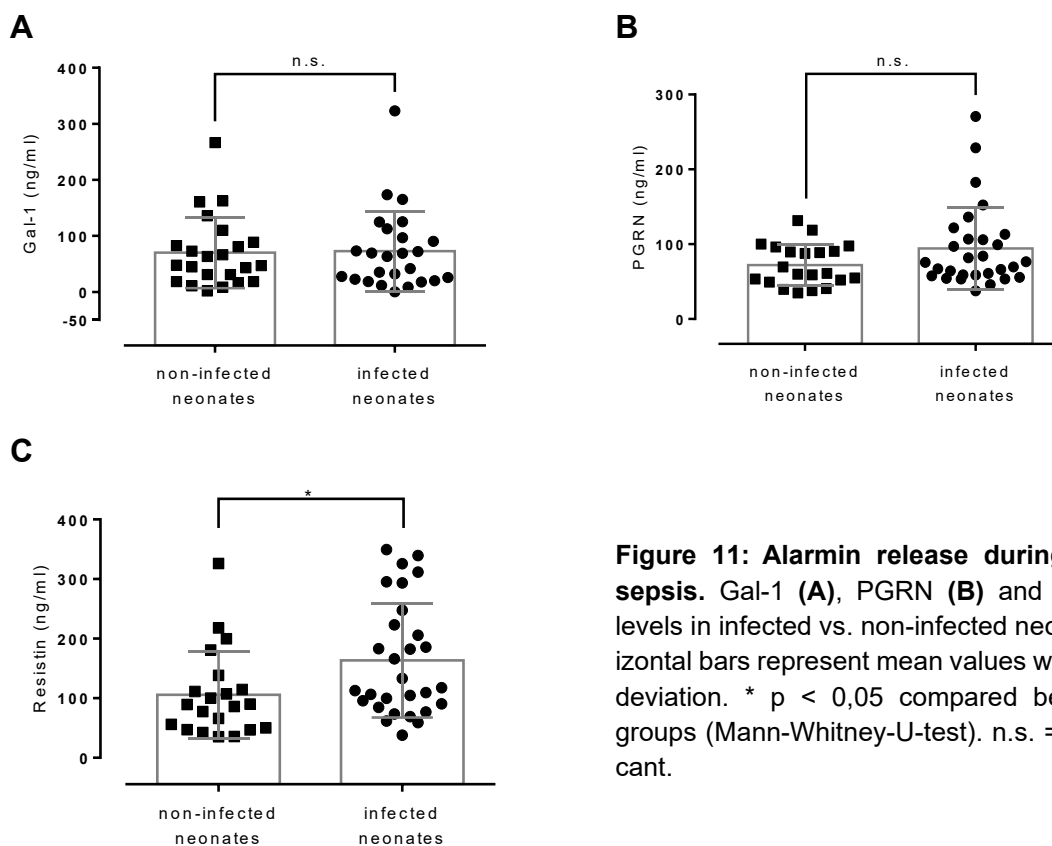 A
400
300
200
100
0
-50
Gal-1 (ng/ml)
n.s.
non-infected
neonates
infected
neonates
B
300
200
100
0
PGRN (ng/ml)
n.s.
non-infected
neonates
infected
neonates
C
400
300
200
100
0
Resistin (ng/ml)
*
non-infected
neonates
infected
neonates
Figure 11: Alarmin release during
sepsis. Gal-1 (A), PGRN (B) and
levels in infected vs. non-infected neo
izontal bars represent mean values w
deviation. * p < 0,05 compared be
groups (Mann-Whitney-U-test). n.s. =
cant.